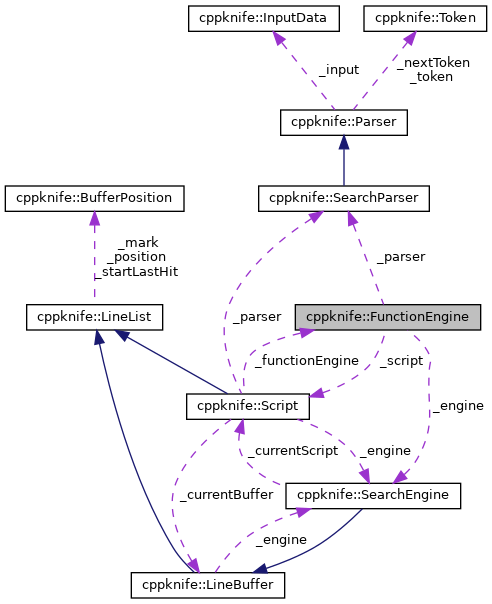 cppknife::InputData
cppknife::Token
_input
_nextToken
_token
cppknife::Parser
cppknife::BufferPosition
cppknife::SearchParser
_mark
_position
_startLastHit
_parser
cppknife::LineList
_parser
cppknife::FunctionEngine
_functionEngine
_script
cppknife::Script
_engine
_currentScript
_engine
_currentBuffer
cppknife::SearchEngine
_engine
cppknife::LineBuffer